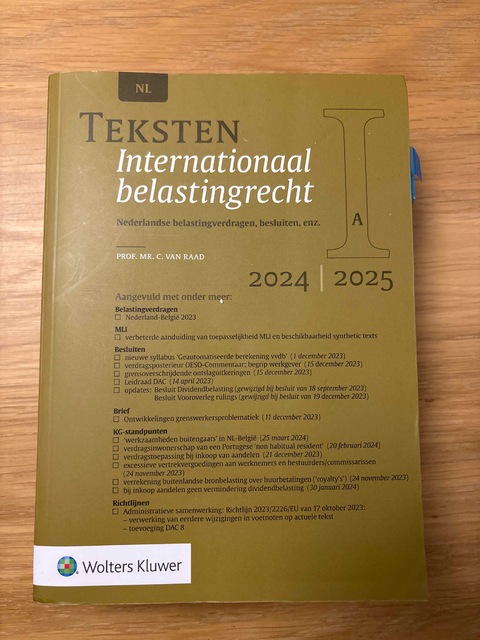 NL
TEKSTEN
Internationaal
belastingrecht
Nederlandse belastingverdragen, besluiten, enz.
I
A
PROF. MR. C. VAN RAAD
2024 | 2025
Aangevuld met onder meer:
Belastingverdragen
☐ Nederland-België 2023
MLI
☐ verbeterde aanduiding van toepasselijkheid MLI en beschikbaarheid synthetic texts
Besluiten
☐ nieuwe syllabus 'Geautomatiseerde berekening vvdb' (1 december 2023)
☐ verdragsposterieur OESO-Commentaar; begrip werkgever (15 december 2023)
☐ grensoverschrijdende ontslaguitkeringen (15 december 2023)
☐ Leidraad DAC (14 april 2023)
☐ updates: Besluit Dividendbelasting (gewijzigd bij besluit van 18 september 2023)
Besluit Vooroverleg rulings (gewijzigd bij besluit van 19 december 2023)
Brief
☐ Ontwikkelingen grenswerkersproblematiek (11 december 2023)
KG-standpunten
☐ 'werkzaamheden buitengaats' in NL-België (25 maart 2024)
☐ verdragsinwonerschap van een Portugese 'non habitual resident' (20 februari 2024)
☐ verdragstoepassing bij inkoop van aandelen (21 december 2023)
☐ excessieve vertrekvergoedingen aan werknemers en bestuurders/commissarissen
(24 november 2023)
☐ verrekening buitenlandse bronbelasting over huurbetalingen ('royalty's') (24 november 2023)
☐ bij inkoop aandelen geen vermindering dividendbelasting (30 januari 2024)
Richtlijnen
☐ Administratieve samenwerking: Richtlijn 2023/2226/EU van 17 oktober 2023:
– verwerking van eerdere wijzigingen in voetnoten op actuele tekst
– toevoeging DAC 8
Wolters Kluwer